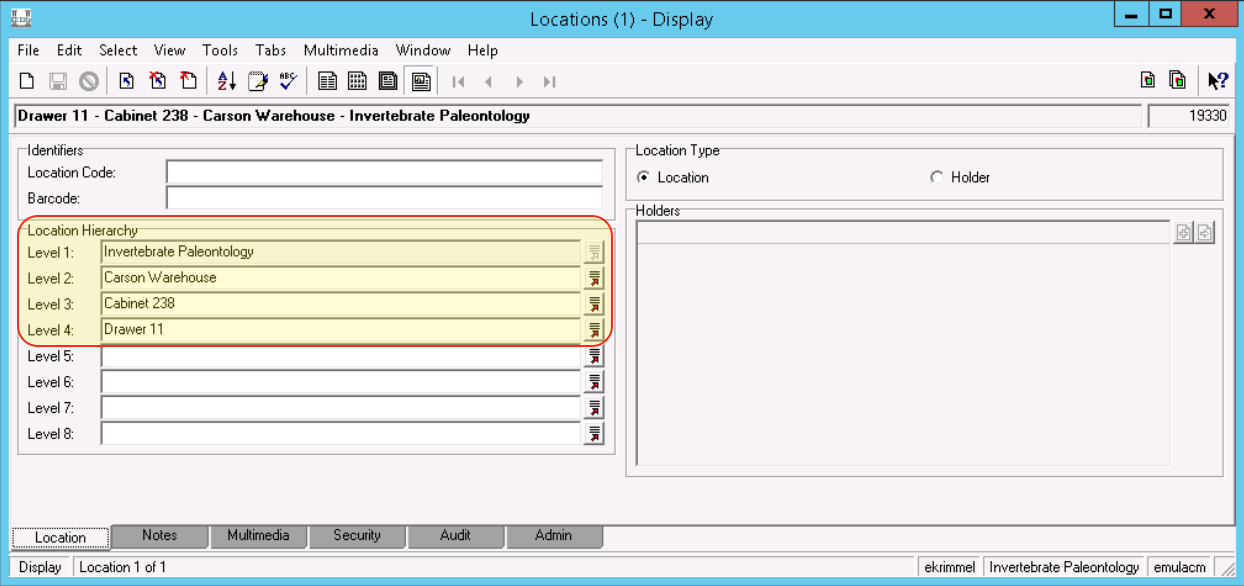 Locations (1) - Display
File Edit Select View Tools Tabs Multimedia Window Help
Drawer 11 - Cabinet 238 - Carson Warehouse - Invertebrate Paleontology 19330
Identifiers
Location Code:
Barcode:
Location Type
Location Holder
Location Hierarchy
Level 1: Invertebrate Paleontology
Level 2: Carson Warehouse
Level 3: Cabinet 238
Level 4: Drawer 11
Level 5:
Level 6:
Level 7:
Level 8:
Holders
Location Notes Multimedia Security Audit Admin
Display Location 1 of 1 ekrimmel Invertebrate Paleontology emulacm